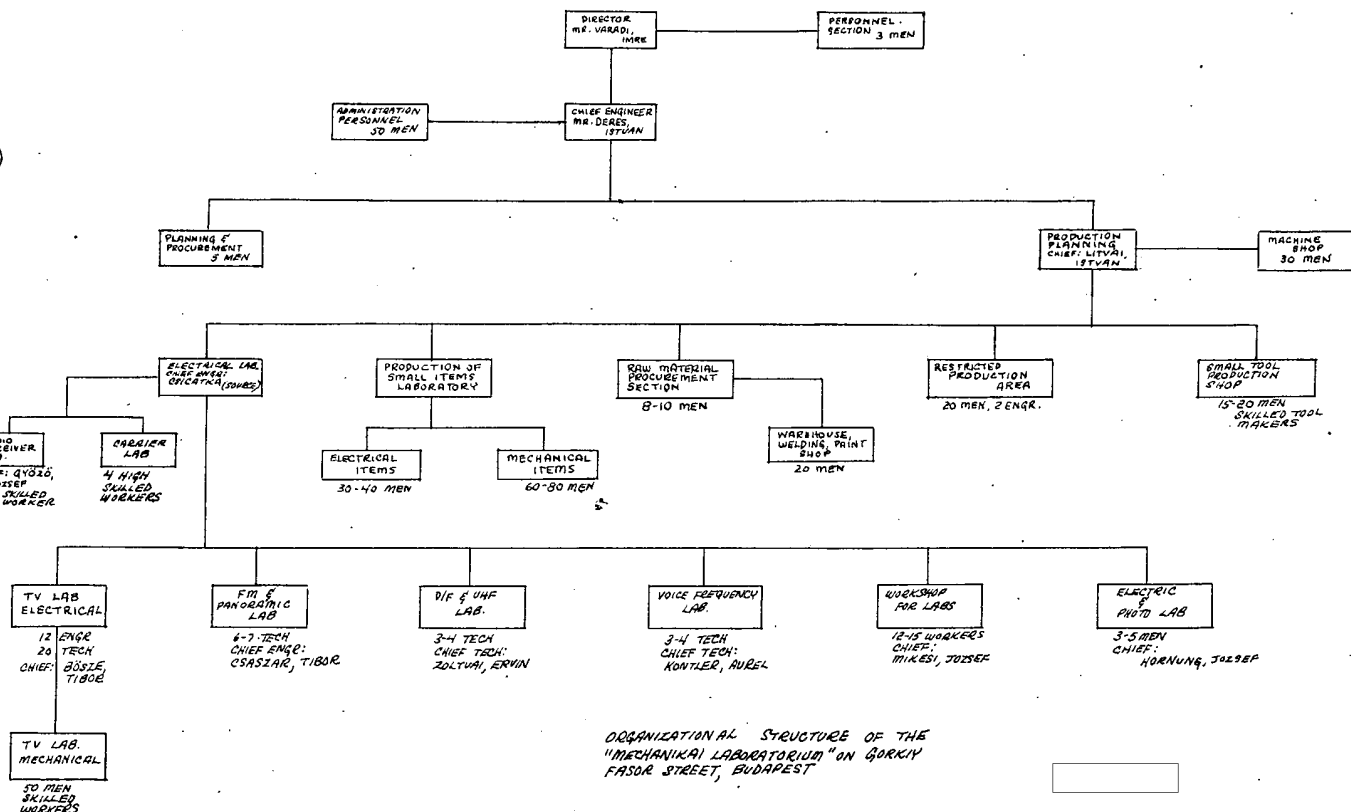 DIRECTOR
MR. VARADI,
IMRE
PERSONNEL
SECTION 3 MEN
ADMINISTRATION
PERSONNEL
50 MEN
CHIEF ENGINEER
MR. DERES,
ISTVAN
PLANNING &
PROCUREMENT
5 MEN
PRODUCTION
PLANNING
CHIEF: LITVAI,
ISTVAN
MACHINE
SHOP
30 MEN
ELECTRICAL LAB.
CHIEF ENGR:
(SOURCE)
PRODUCTION OF
SMALL ITEMS
LABORATORY
RAW MATERIAL
PROCUREMENT
SECTION
8-10 MEN
RESTRICTED
PRODUCTION
AREA
20 MEN, 2 ENGR.
SMALL TOOL
PRODUCTION
SHOP
15-20 MEN
SKILLED TOOL
MAKERS
GYÖZÖ,
SKILLED
WORKER
CARRIER
LAB
4 HIGH
SKILLED
WORKERS
ELECTRICAL
ITEMS
30-40 MEN
MECHANICAL
ITEMS
60-80 MEN
WAREHOUSE,
WELDING, PAINT
SHOP
20 MEN
TV LAB
ELECTRICAL
12 ENGR
20 TECH
CHIEF: BÖSZE,
TIBOR
FM &
PANORAMIC
LAB
6-7 TECH
CHIEF ENGR:
CSASZAR, TIBOR
D/F & UHF
LAB.
3-4 TECH
CHIEF TECH:
ZOLTVAI, ERVIN
VOICE FREQUENCY
LAB.
3-4 TECH
CHIEF TECH:
KONTLER, AUREL
WORKSHOP
FOR LABS
12-15 WORKERS
CHIEF:
MIKESI, JOZSEF
ELECTRIC
&
PHOTO LAB
3-5 MEN
CHIEF:
HORNUNG, JOZSEF
TV LAB.
MECHANICAL
50 MEN
SKILLED
WORKERS
ORGANIZATIONAL STRUCTURE OF THE
"MECHANIKAI LABORATORIUM" ON GORKIY
FASOR STREET, BUDAPEST